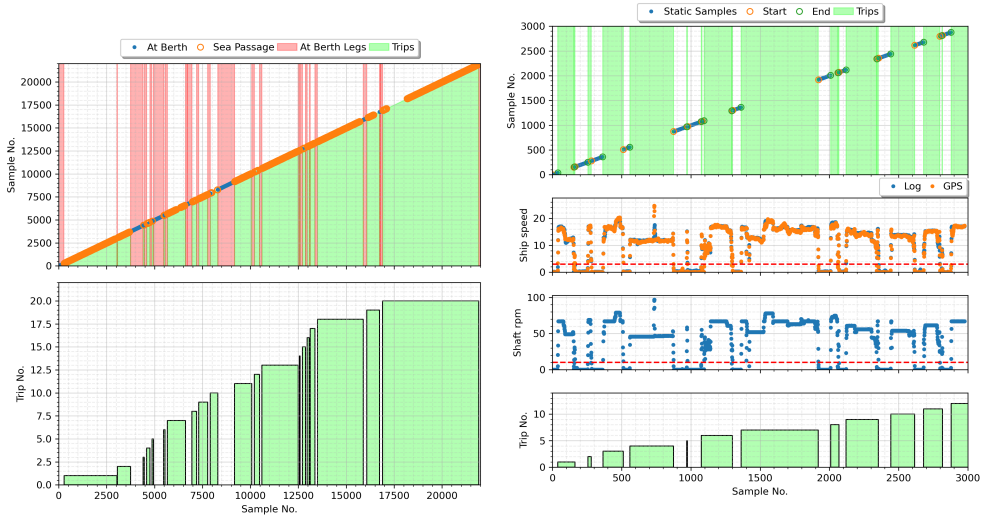 At Berth Sea Passage At Berth Legs Trips
Sample No.
20000
17500
15000
12500
10000
7500
5000
2500
0
Trip No.
20.0
17.5
15.0
12.5
10.0
7.5
5.0
2.5
0.0
0 5000 7500 10000 12500 15000 17500 20000
Sample No.
Static Samples Start End Trips
Sample No.
3000
2500
2000
1500
1000
500
0
Log GPS
Ship speed
20
10
0
Shaft rpm
100
50
0
Trip No.
10
5
0
0 500 1000 1500 2000 2500 3000
Sample No.